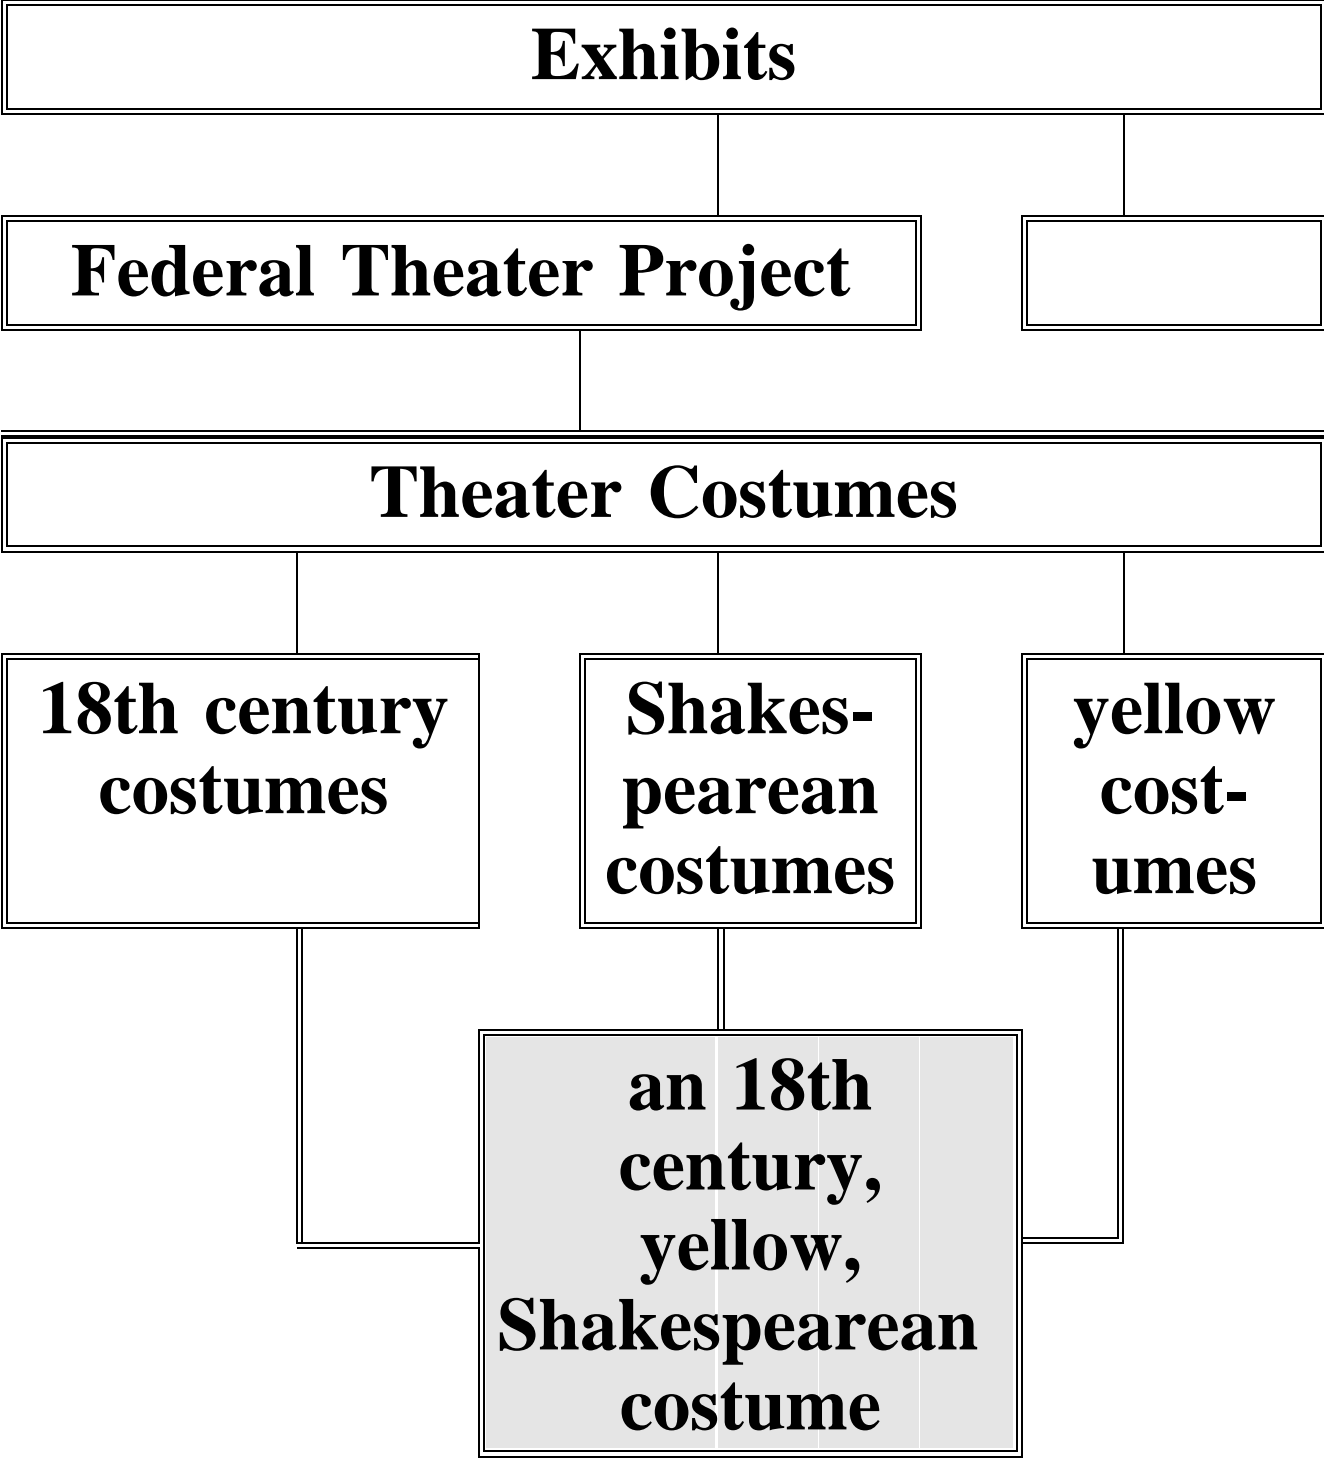 Exhibits
Federal Theater Project
Theater Costumes
18th century
costumes
Shakes-
pearean
costumes
yellow
cost-
umes
an 18th
century,
yellow,
Shakespearean
costume